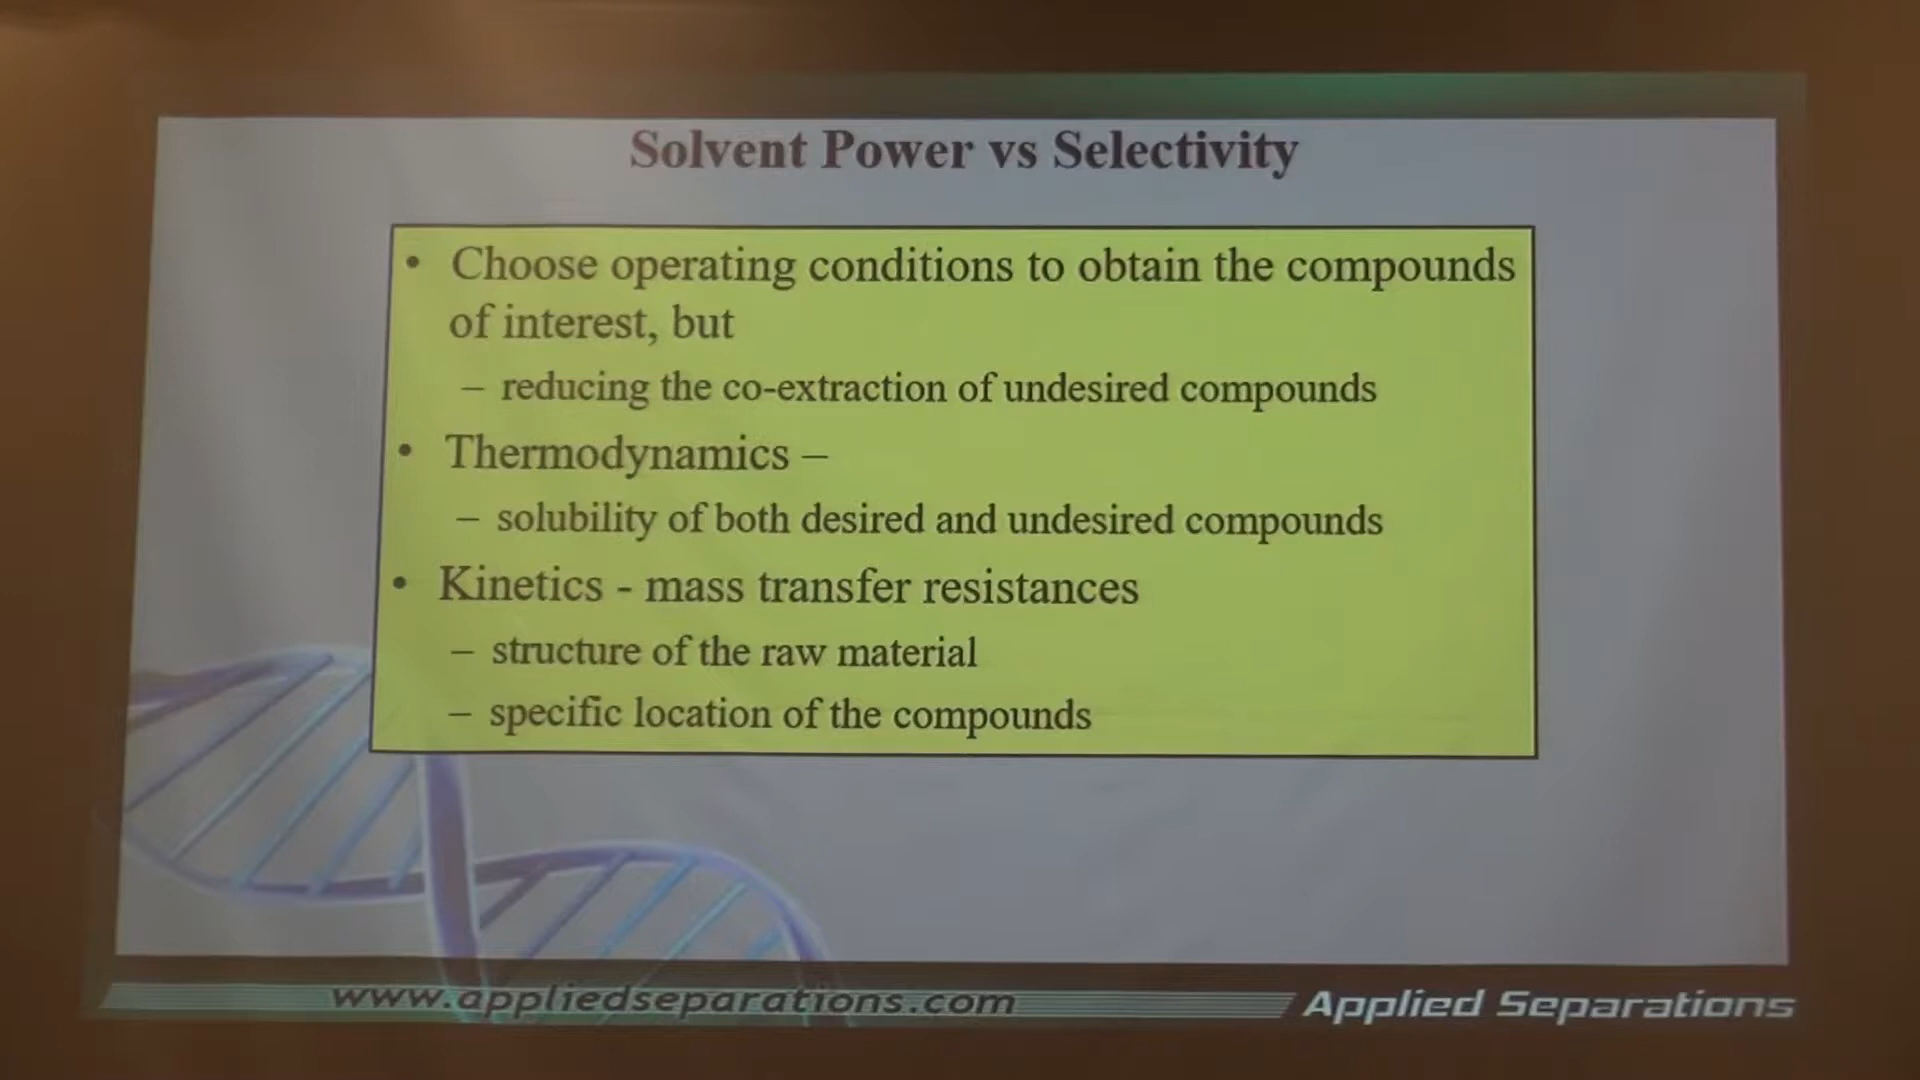 Solvent Power vs Selectivity
• Choose operating conditions to obtain the compounds
of interest, but
– reducing the co-extraction of undesired compounds
• Thermodynamics –
– solubility of both desired and undesired compounds
• Kinetics - mass transfer resistances
– structure of the raw material
– specific location of the compounds
www.appliedseparations.com
Applied Separations